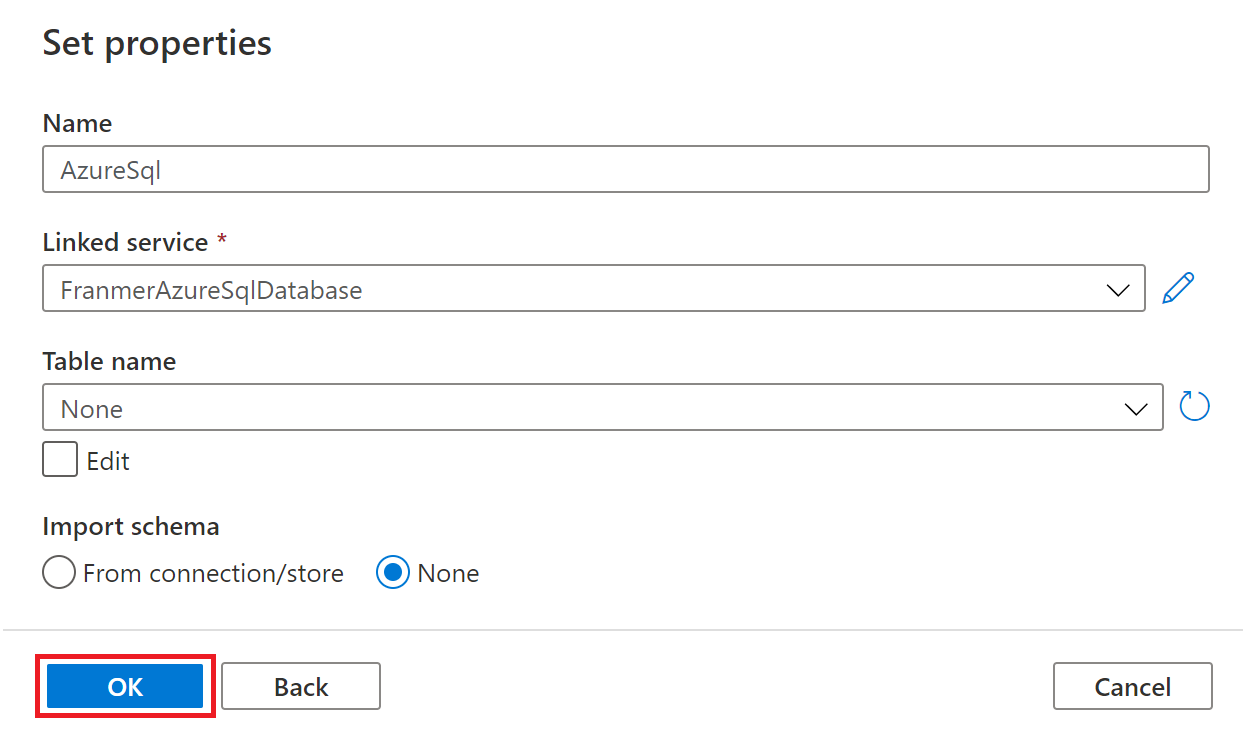 Set properties
Name
AzureSql
Linked service *
FranmerAzureSqlDatabase
Table name
None
Edit
Import schema
From connection/store None
OK Back Cancel